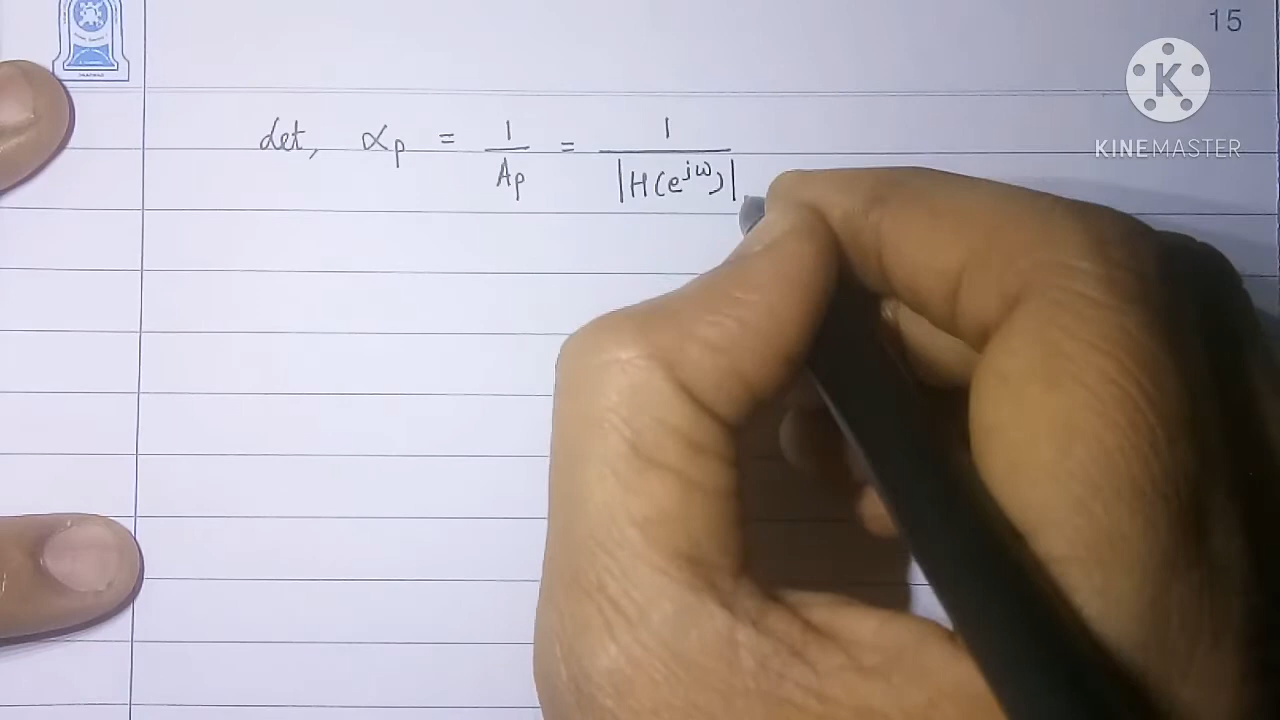 15
K
KINEMASTER
Let, αp = 1/Ap = 1/|H(e^jω)|